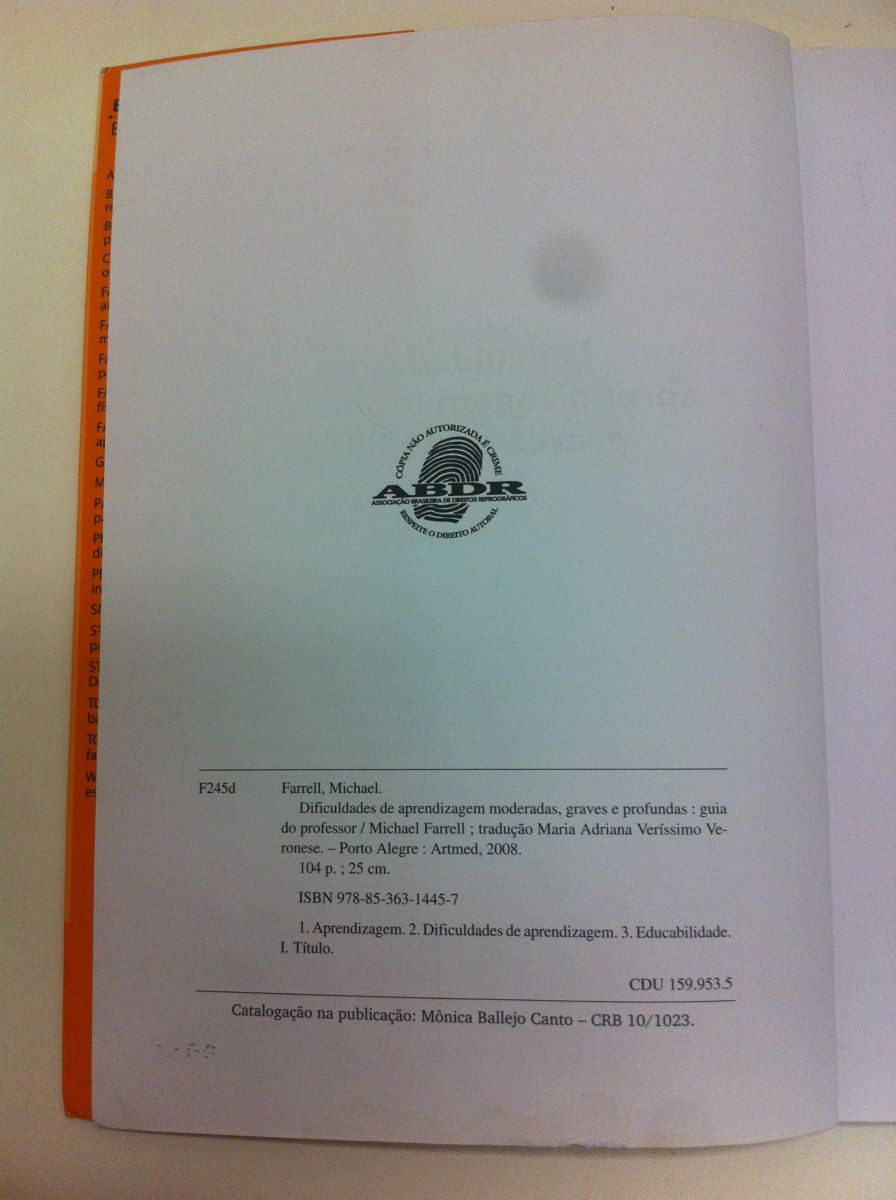 CÓPIA NÃO AUTORIZADA É CRIME
ABDR
ASSOCIAÇÃO BRASILEIRA DE DIREITOS REPROGRÁFICOS
RESPEITE O DIREITO AUTORAL
F245d Farrell, Michael.
Dificuldades de aprendizagem moderadas, graves e profundas : guia
do professor / Michael Farrell ; tradução Maria Adriana Veríssimo Ve-
ronese. – Porto Alegre : Artmed, 2008.
104 p. ; 25 cm.
ISBN 978-85-363-1445-7
1. Aprendizagem. 2. Dificuldades de aprendizagem. 3. Educabilidade.
I. Título.
CDU 159.953.5
Catalogação na publicação: Mônica Ballejo Canto – CRB 10/1023.